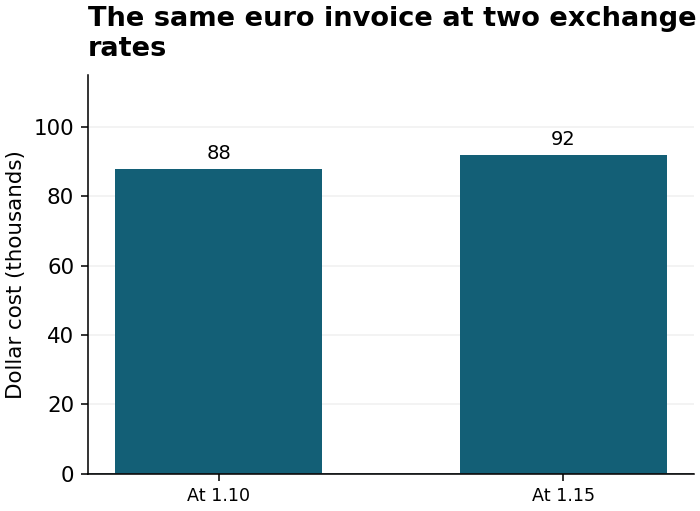 The same euro invoice at two exchange
rates
Dollar cost (thousands)
100
80
60
40
20
0
88
92
At 1.10
At 1.15